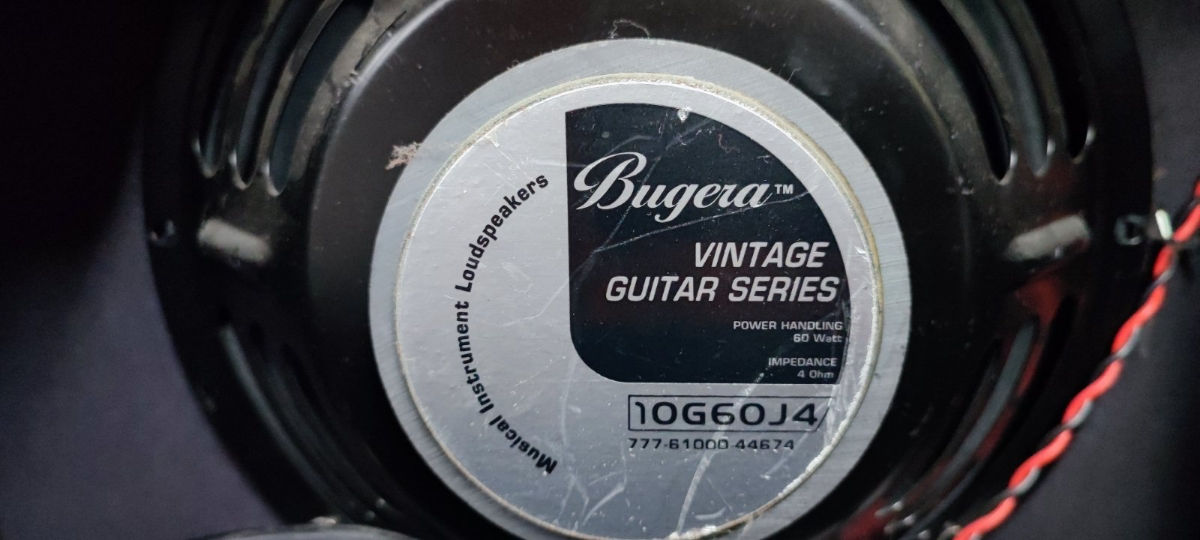 Musical Instrument Loudspeakers
Bugera™
VINTAGE
GUITAR SERIES
POWER HANDLING
60 Watt
IMPEDANCE
4 Ohm
10G60J4
777-61000-44674